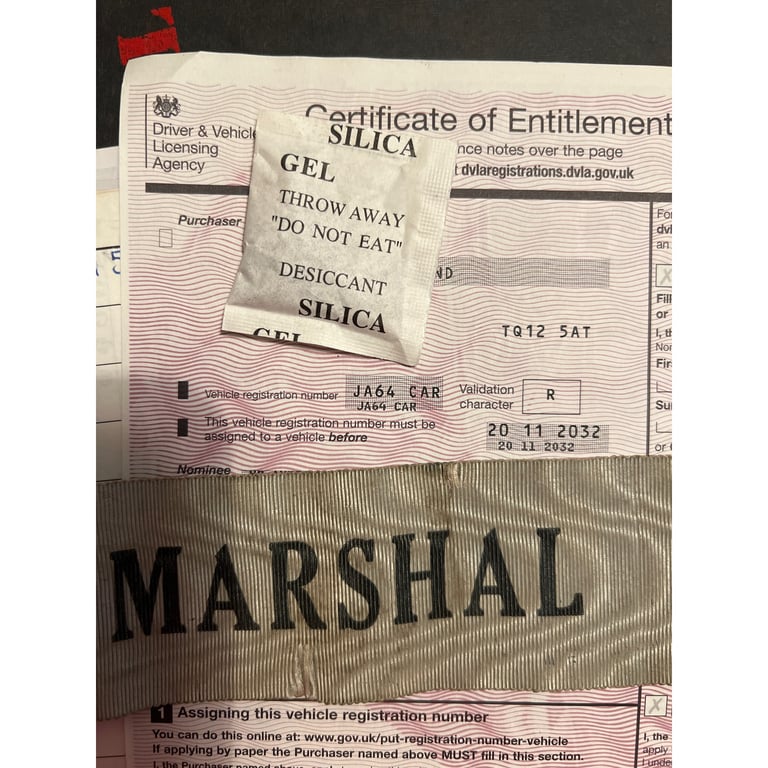 Certificate of Entitlement
Driver & Vehicle
Licensing
Agency
notes over the page
dvlaregistrations.dvla.gov.uk
SILICA
GEL
THROW AWAY
"DO NOT EAT"
DESICCANT
SILICA
GEL
Purchaser
TQ12 5AT
Vehicle registration number JA64 CAR
JA64 CAR
Validation
character
R
This vehicle registration number must be
assigned to a vehicle before
20 11 2032
20 11 2032
Nominee
MARSHAL
1 Assigning this vehicle registration number
You can do this online at: www.gov.uk/put-registration-number-vehicle
If applying by paper the Purchaser named above MUST fill in this section.
or
I, the
apply